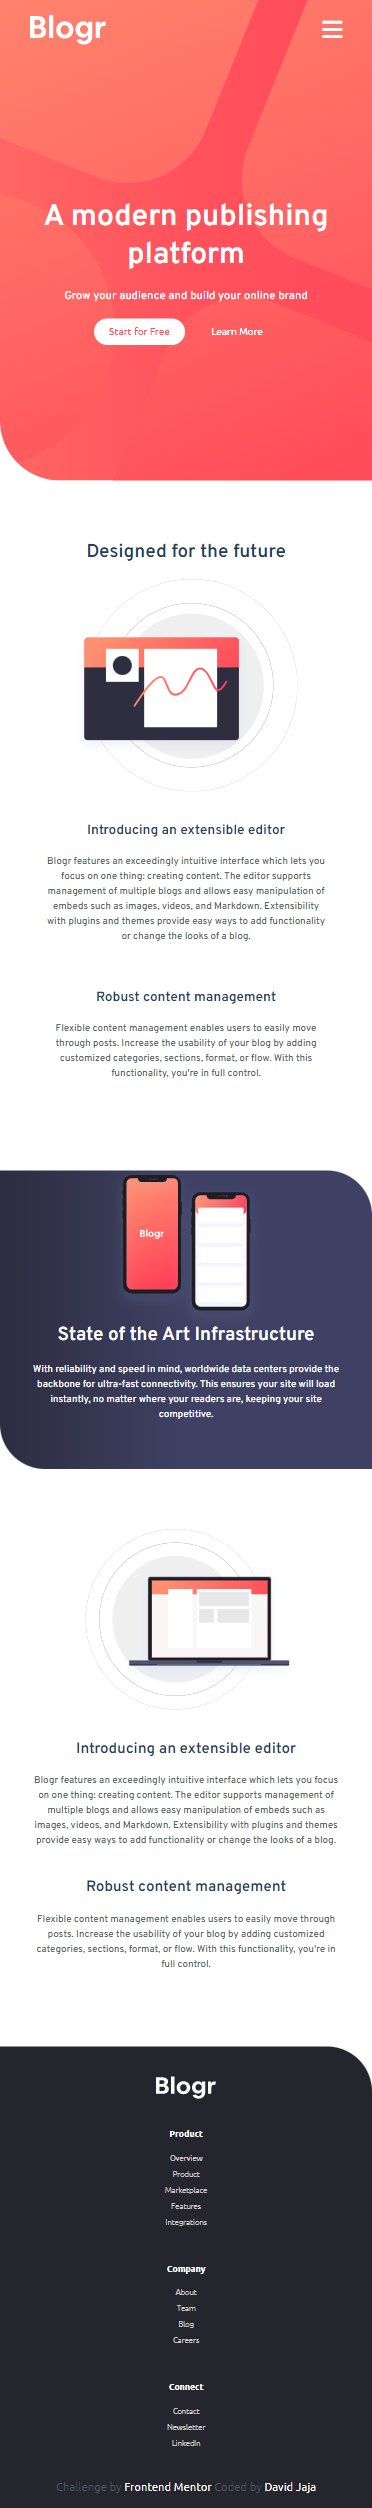 Blogr
A modern publishing
platform
Grow your audience and build your online brand
Start for Free
Learn More
Designed for the future
Introducing an extensible editor
Blogr features an exceedingly intuitive interface which lets you
focus on one thing: creating content. The editor supports
management of multiple blogs and allows easy manipulation of
embeds such as images, videos, and Markdown. Extensibility
with plugins and themes provide easy ways to add functionality
or change the looks of a blog.
Robust content management
Flexible content management enables users to easily move
through posts. Increase the usability of your blog by adding
customized categories, sections, format, or flow. With this
functionality, you're in full control.
Blogr
State of the Art Infrastructure
With reliability and speed in mind, worldwide data centers provide the
backbone for ultra-fast connectivity. This ensures your site will load
instantly, no matter where your readers are, keeping your site
competitive.
Introducing an extensible editor
Blogr features an exceedingly intuitive interface which lets you focus
on one thing: creating content. The editor supports management of
multiple blogs and allows easy manipulation of embeds such as
images, videos, and Markdown. Extensibility with plugins and themes
provide easy ways to add functionality or change the looks of a blog.
Robust content management
Flexible content management enables users to easily move through
posts. Increase the usability of your blog by adding customized
categories, sections, format, or flow. With this functionality, you're in
full control.
Blogr
Product
Overview
Product
Marketplace
Features
Integrations
Company
About
Team
Blog
Careers
Connect
Contact
Newsletter
LinkedIn
Challenge by Frontend Mentor Coded by David Jaja